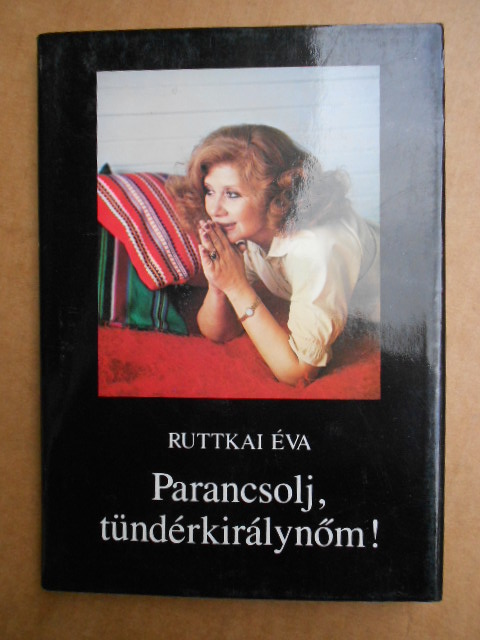 RUTTKAI ÉVA
Parancsolj,
tündérkirálynőm!